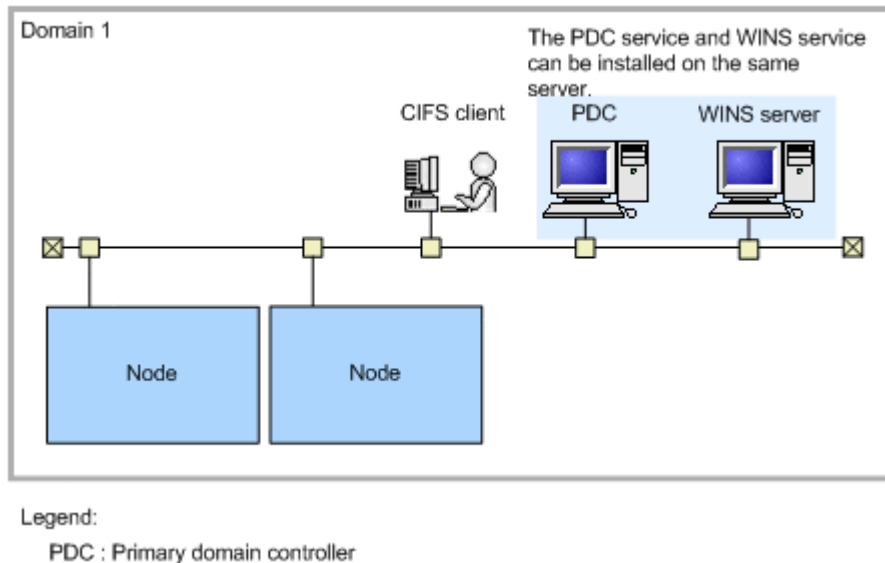 Domain 1
The PDC service and WINS service
can be installed on the same
server.
CIFS client
PDC
WINS server
Node
Node
Legend:
PDC : Primary domain controller